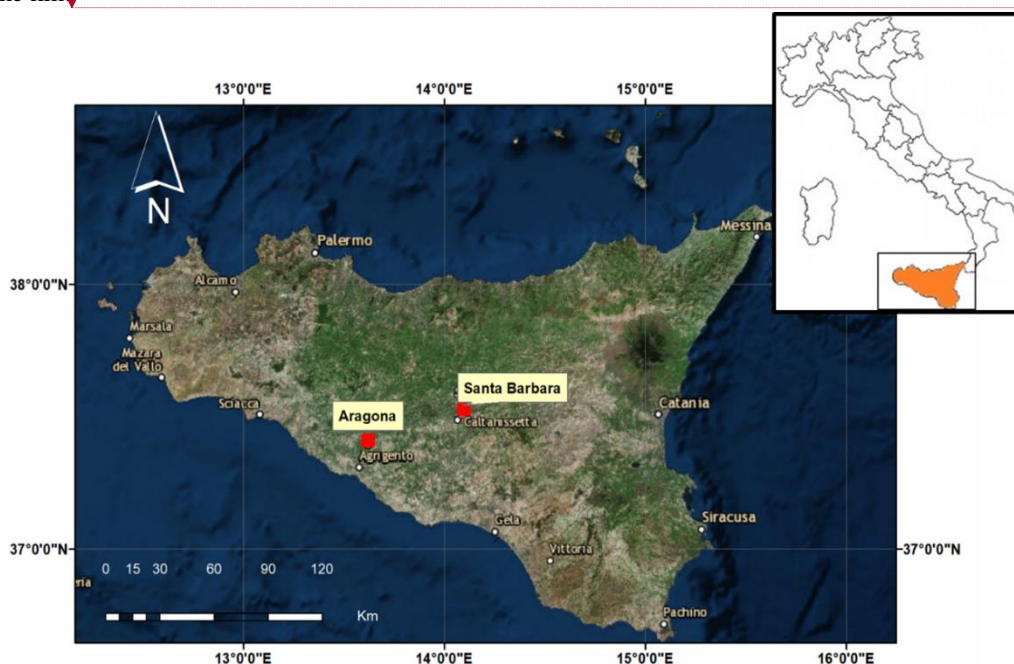 13°0'0"E 14°0'0"E 15°0'0"E
N
Palermo
Messina
Alcamo
38°0'0"N
Marsala
Mazara
del Vallo
Sciacca
Santa Barbara
Caltanissetta
Aragona
Agrigento
Catania
Gela
Siracusa
Vittoria
37°0'0"N 37°0'0"N
Pachino
0 15 30 60 90 120
Km
13°0'0"E 14°0'0"E 15°0'0"E 16°0'0"E